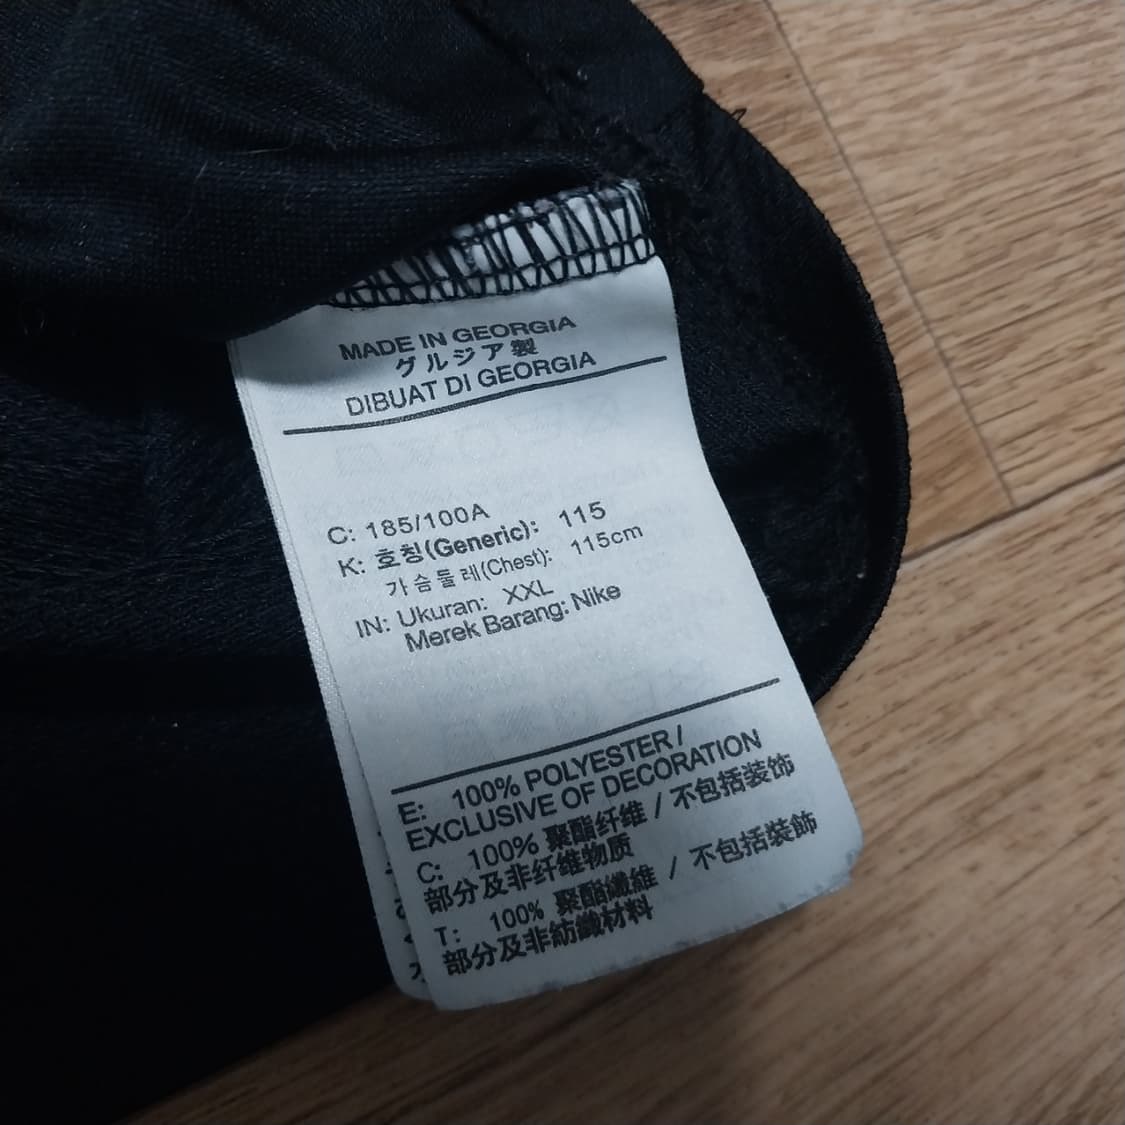 MADE IN GEORGIA
グルジア製
DIBUAT DI GEORGIA
C: 185/100A
K: 호칭(Generic): 115
가슴둘레(Chest): 115cm
IN: Ukuran: XXL
Merek Barang: Nike
E: 100% POLYESTER /
EXCLUSIVE OF DECORATION
C: 100% 聚酯纤维 / 不包括装饰
部分及非纤维物质
T: 100% 聚酯纖維 / 不包括裝飾
部分及非紡織材料